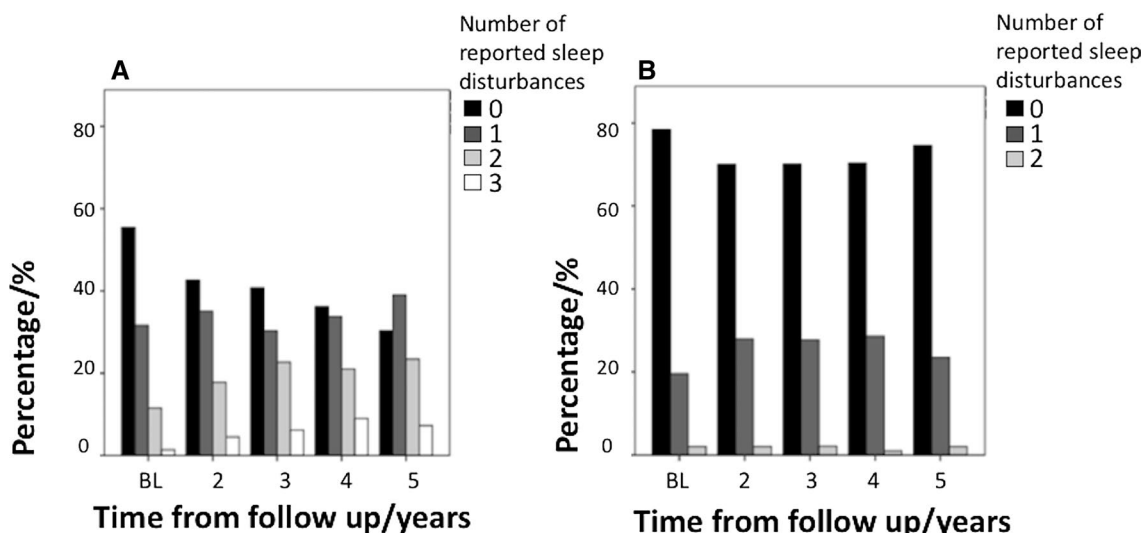 A
Number of
reported sleep
disturbances
0
1
2
3
80
60
40
20
0
Percentage/%
BL 2 3 4 5
Time from follow up/years
B
Number of
reported sleep
disturbances
0
1
2
80
60
40
20
0
Percentage/%
BL 2 3 4 5
Time from follow up/years